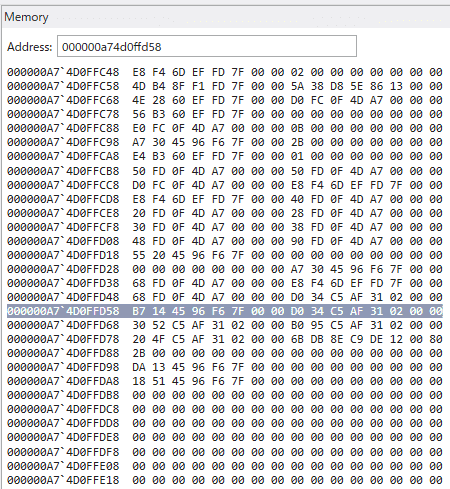 Memory
Address: 000000a74d0ffd58
000000A7`4D0FFC48 E8 F4 6D EF FD 7F 00 00 02 00 00 00 00 00 00 00
000000A7`4D0FFC58 4D B4 8F F1 FD 7F 00 00 5A 38 D8 5E 86 13 00 00
000000A7`4D0FFC68 4E 28 60 EF FD 7F 00 00 D0 FC 0F 4D A7 00 00 00
000000A7`4D0FFC78 56 B3 60 EF FD 7F 00 00 00 00 00 00 00 00 00 00
000000A7`4D0FFC88 E0 FC 0F 4D A7 00 00 00 0B 00 00 00 00 00 00 00
000000A7`4D0FFC98 A7 30 45 96 F6 7F 00 00 2B 00 00 00 00 00 00 00
000000A7`4D0FFCA8 E4 B3 60 EF FD 7F 00 00 01 00 00 00 00 00 00 00
000000A7`4D0FFCB8 50 FD 0F 4D A7 00 00 00 50 FD 0F 4D A7 00 00 00
000000A7`4D0FFCC8 D0 FC 0F 4D A7 00 00 00 E8 F4 6D EF FD 7F 00 00
000000A7`4D0FFCD8 E8 F4 6D EF FD 7F 00 00 40 FD 0F 4D A7 00 00 00
000000A7`4D0FFCE8 20 FD 0F 4D A7 00 00 00 28 FD 0F 4D A7 00 00 00
000000A7`4D0FFCF8 30 FD 0F 4D A7 00 00 00 38 FD 0F 4D A7 00 00 00
000000A7`4D0FFD08 48 FD 0F 4D A7 00 00 00 90 FD 0F 4D A7 00 00 00
000000A7`4D0FFD18 55 20 45 96 F6 7F 00 00 00 00 00 00 00 00 00 00
000000A7`4D0FFD28 00 00 00 00 00 00 00 00 A7 30 45 96 F6 7F 00 00
000000A7`4D0FFD38 68 FD 0F 4D A7 00 00 00 E8 F4 6D EF FD 7F 00 00
000000A7`4D0FFD48 68 FD 0F 4D A7 00 00 00 D0 34 C5 AF 31 02 00 00
000000A7`4D0FFD58 B7 14 45 96 F6 7F 00 00 D0 34 C5 AF 31 02 00 00
000000A7`4D0FFD68 30 52 C5 AF 31 02 00 00 B0 95 C5 AF 31 02 00 00
000000A7`4D0FFD78 20 4F C5 AF 31 02 00 00 6B DB 8E C9 DE 12 00 80
000000A7`4D0FFD88 2B 00 00 00 00 00 00 00 00 00 00 00 00 00 00 00
000000A7`4D0FFD98 DA 13 45 96 F6 7F 00 00 00 00 00 00 00 00 00 00
000000A7`4D0FFDA8 18 51 45 96 F6 7F 00 00 00 00 00 00 00 00 00 00
000000A7`4D0FFDB8 00 00 00 00 00 00 00 00 00 00 00 00 00 00 00 00
000000A7`4D0FFDC8 00 00 00 00 00 00 00 00 00 00 00 00 00 00 00 00
000000A7`4D0FFDD8 00 00 00 00 00 00 00 00 00 00 00 00 00 00 00 00
000000A7`4D0FFDE8 00 00 00 00 00 00 00 00 00 00 00 00 00 00 00 00
000000A7`4D0FFDF8 00 00 00 00 00 00 00 00 00 00 00 00 00 00 00 00
000000A7`4D0FFE08 00 00 00 00 00 00 00 00 00 00 00 00 00 00 00 00
000000A7`4D0FFE18 00 00 00 00 00 00 00 00 00 00 00 00 00 00 00 00